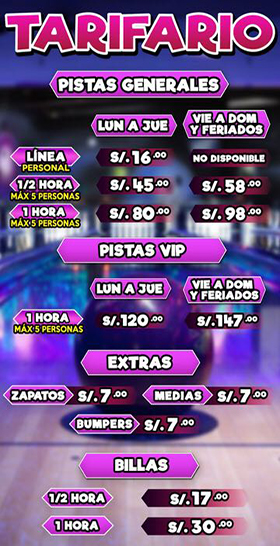 TARIFARIO
PISTAS GENERALES
LUN A JUE
VIE A DOM
Y FERIADOS
LÍNEA
PERSONAL
S/.16.00
NO DISPONIBLE
1/2 HORA
MÁX 5 PERSONAS
S/.45.00
S/.58.00
1 HORA
MÁX 5 PERSONAS
S/.80.00
S/.98.00
PISTAS VIP
LUN A JUE
VIE A DOM
Y FERIADOS
1 HORA
MÁX 5 PERSONAS
S/.120.00
S/.147.00
EXTRAS
ZAPATOS S/.7.00 MEDIAS S/.7.00
BUMPERS S/.7.00
BILLAS
1/2 HORA S/.17.00
1 HORA S/.30.00